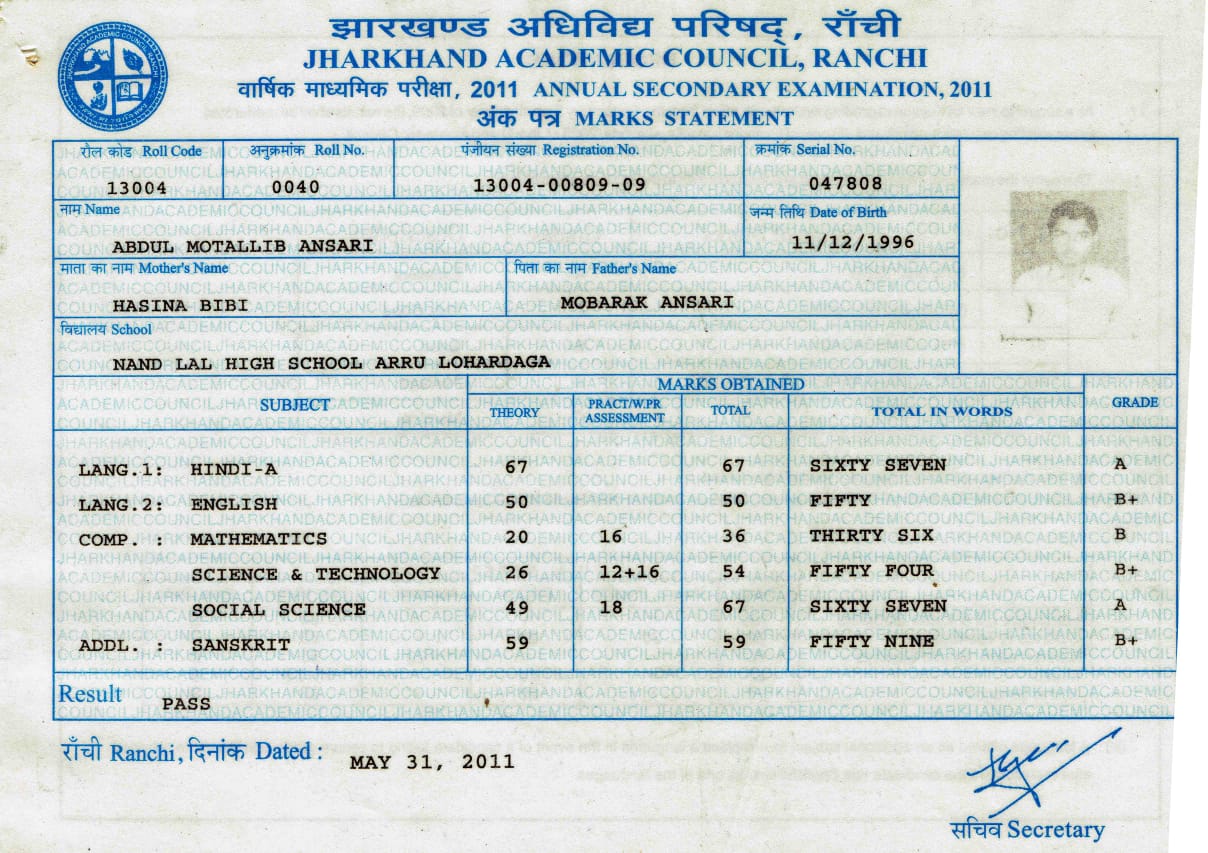 झारखण्ड अधिविद्य परिषद्, राँची
JHARKHAND ACADEMIC COUNCIL, RANCHI
वार्षिक माध्यमिक परीक्षा, 2011 ANNUAL SECONDARY EXAMINATION, 2011
अंक पत्र MARKS STATEMENT
रौल कोड Roll Code अनुक्रमांक Roll No. पंजीयन संख्या Registration No. क्रमांक Serial No.
13004 0040 13004-00809-09 047808
नाम Name जन्म तिथि Date of Birth
ABDUL MOTALLIB ANSARI 11/12/1996
माता का नाम Mother's Name पिता का नाम Father's Name
HASINA BIBI MOBARAK ANSARI
विद्यालय School
NAND LAL HIGH SCHOOL ARRU LOHARDAGA
MARKS OBTAINED
SUBJECT THEORY PRACT/WPR ASSESSMENT TOTAL TOTAL IN WORDS GRADE
LANG.1: HINDI-A 67 67 SIXTY SEVEN A
LANG.2: ENGLISH 50 50 FIFTY B+
COMP. : MATHEMATICS 20 16 36 THIRTY SIX B
SCIENCE & TECHNOLOGY 26 12+16 54 FIFTY FOUR B+
SOCIAL SCIENCE 49 18 67 SIXTY SEVEN A
ADDL. : SANSKRIT 59 59 FIFTY NINE B+
Result PASS
राँची Ranchi, दिनांक Dated : MAY 31, 2011
सचिव Secretary